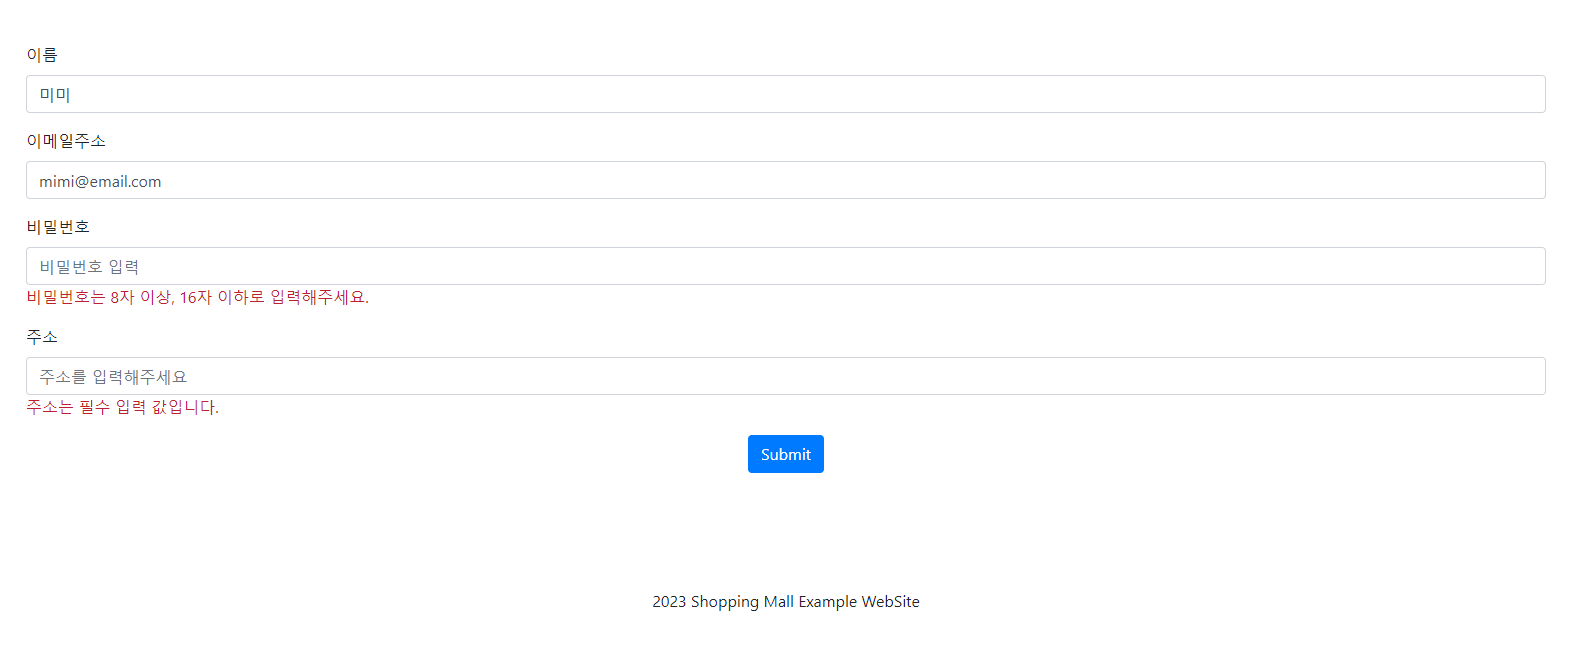 이름
미미
이메일주소
mimi@email.com
비밀번호
비밀번호 입력
비밀번호는 8자 이상, 16자 이하로 입력해주세요.
주소
주소를 입력해주세요
주소는 필수 입력 값입니다.
Submit
2023 Shopping Mall Example WebSite